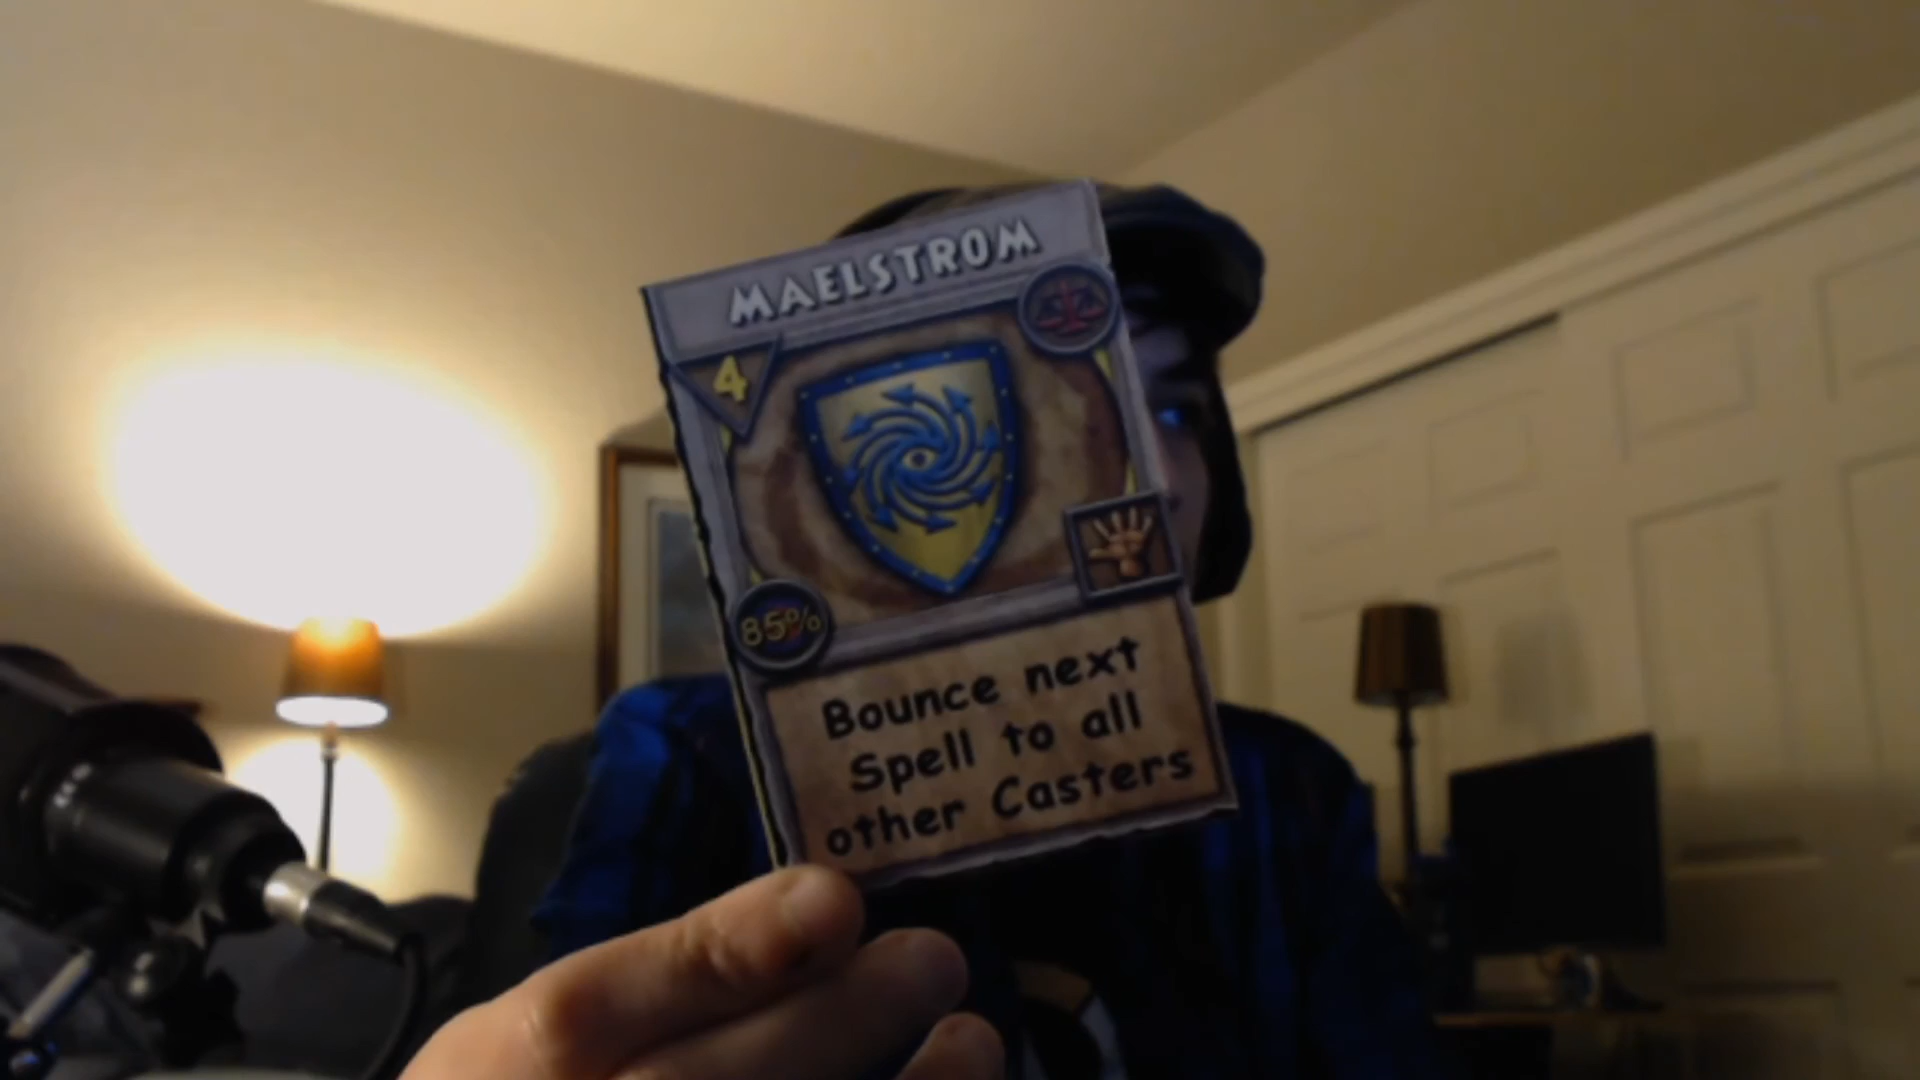 MAELSTROM
4
85%
Bounce next
Spell to all
other Casters